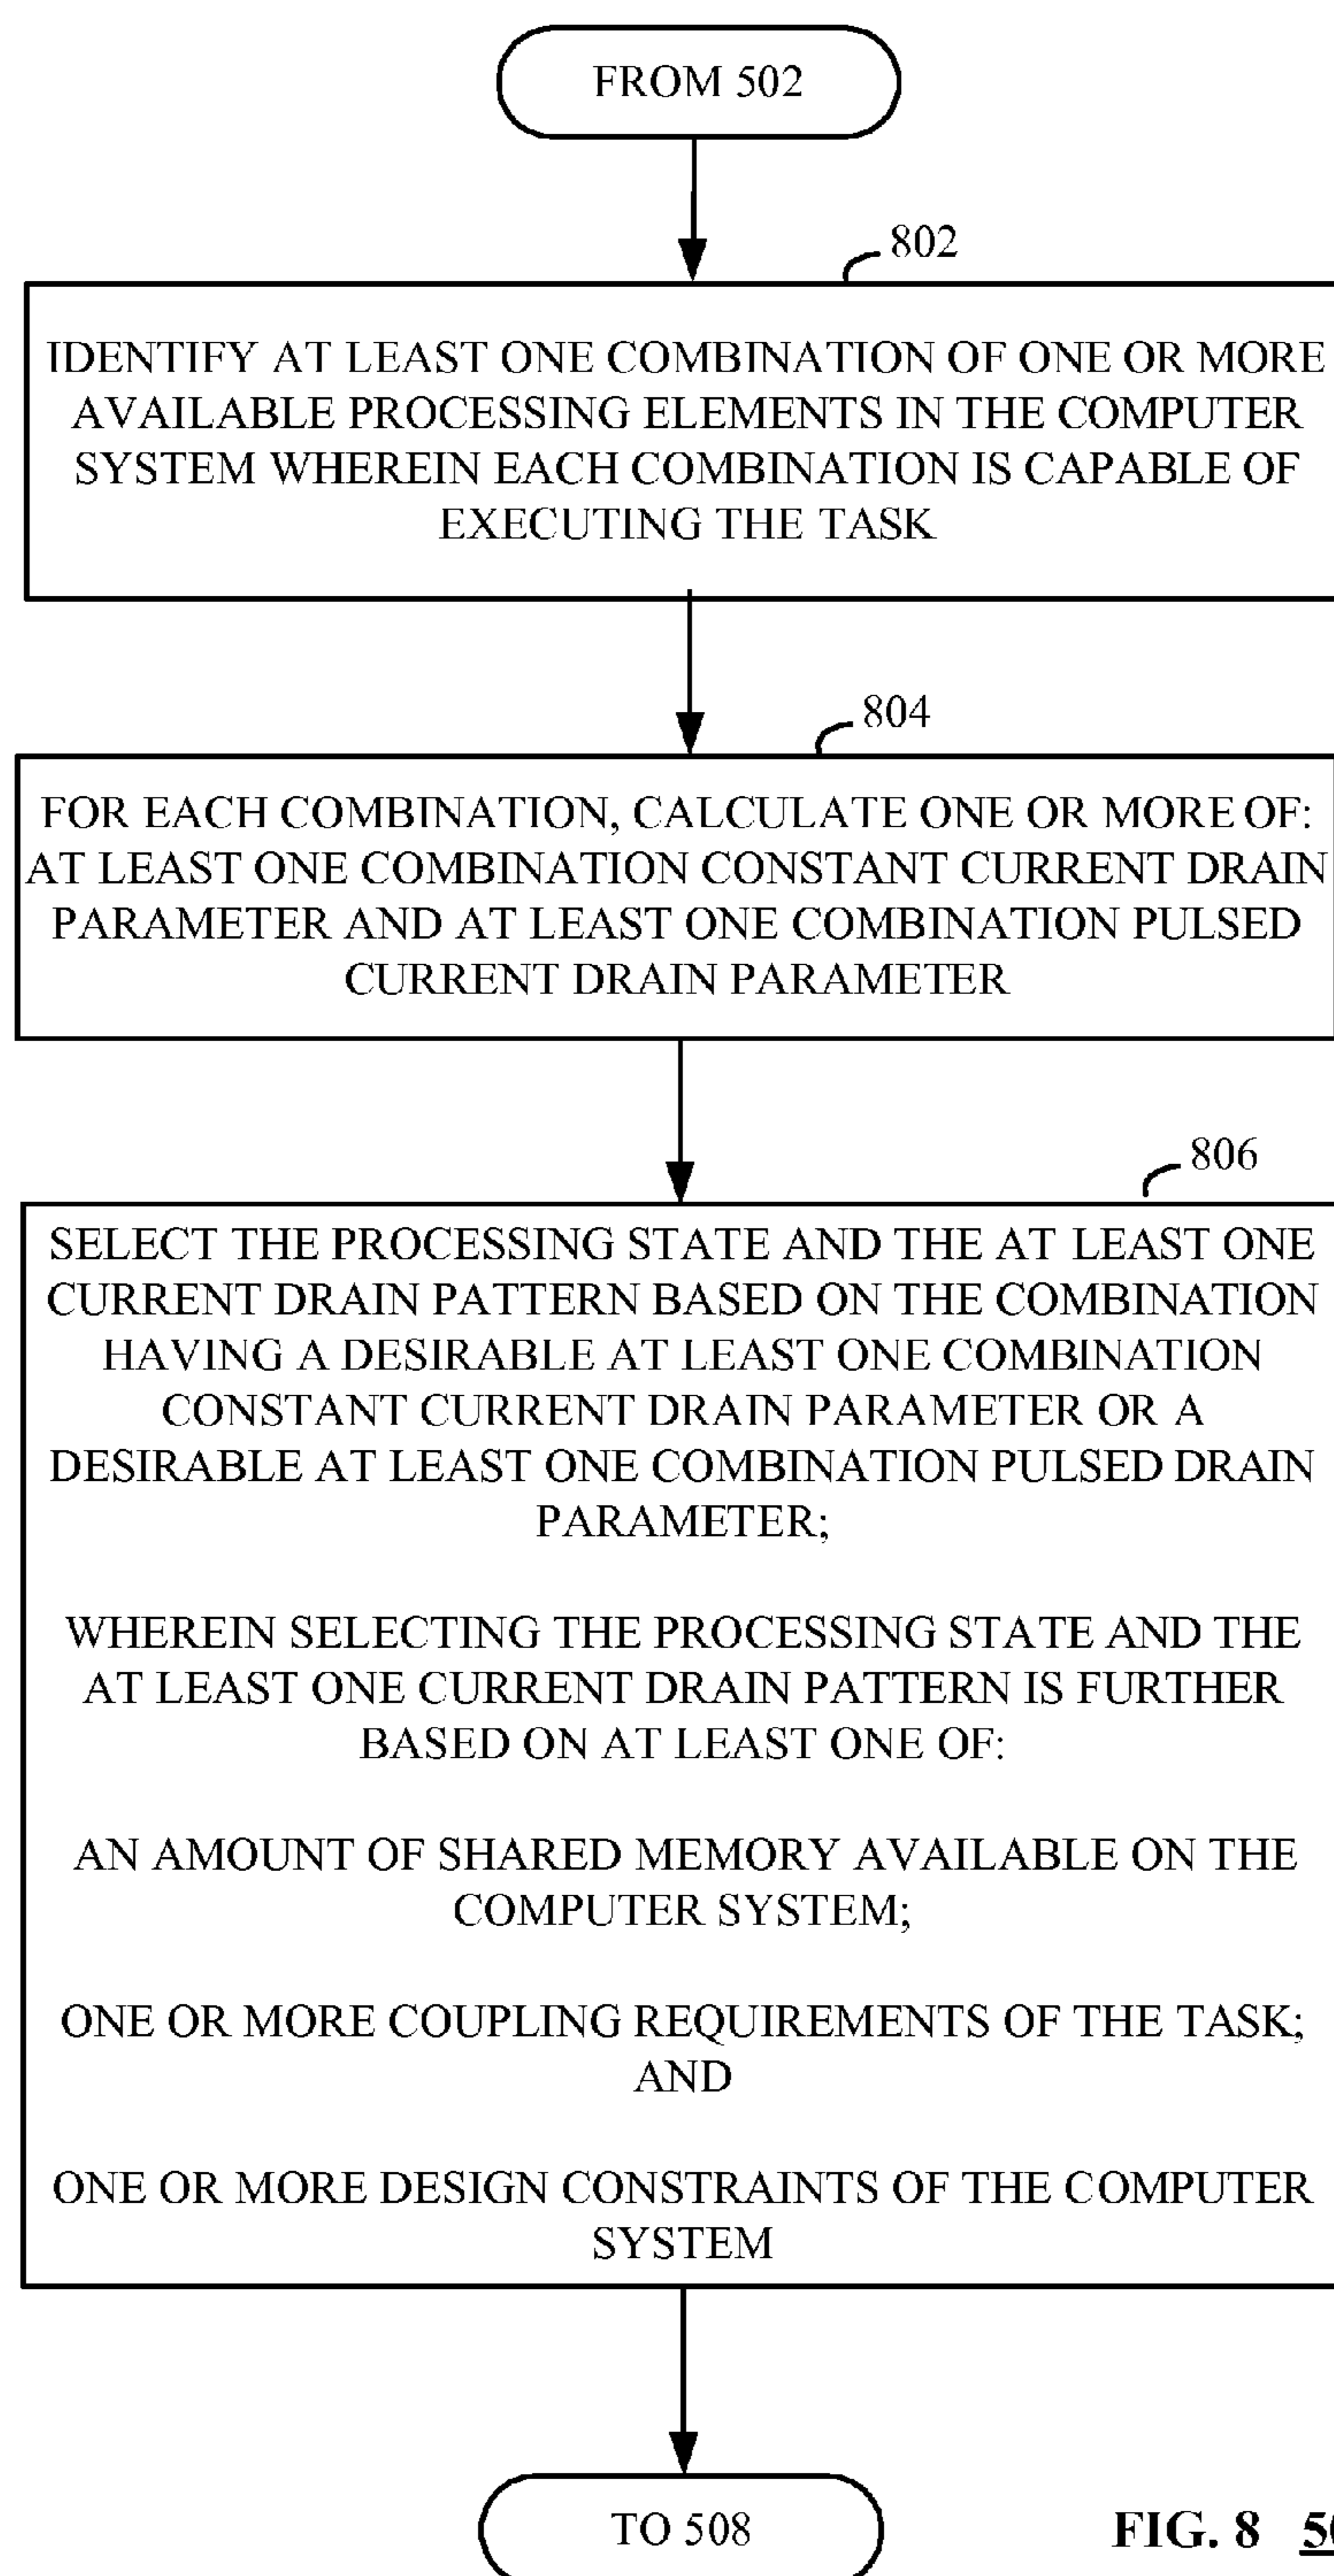 FROM 502
802
IDENTIFY AT LEAST ONE COMBINATION OF ONE OR MORE
AVAILABLE PROCESSING ELEMENTS IN THE COMPUTER
SYSTEM WHEREIN EACH COMBINATION IS CAPABLE OF
EXECUTING THE TASK
804
FOR EACH COMBINATION, CALCULATE ONE OR MORE OF:
AT LEAST ONE COMBINATION CONSTANT CURRENT DRAIN
PARAMETER AND AT LEAST ONE COMBINATION PULSED
CURRENT DRAIN PARAMETER
806
SELECT THE PROCESSING STATE AND THE AT LEAST ONE
CURRENT DRAIN PATTERN BASED ON THE COMBINATION
HAVING A DESIRABLE AT LEAST ONE COMBINATION
CONSTANT CURRENT DRAIN PARAMETER OR A
DESIRABLE AT LEAST ONE COMBINATION PULSED DRAIN
PARAMETER;
WHEREIN SELECTING THE PROCESSING STATE AND THE
AT LEAST ONE CURRENT DRAIN PATTERN IS FURTHER
BASED ON AT LEAST ONE OF:
AN AMOUNT OF SHARED MEMORY AVAILABLE ON THE
COMPUTER SYSTEM;
ONE OR MORE COUPLING REQUIREMENTS OF THE TASK;
AND
ONE OR MORE DESIGN CONSTRAINTS OF THE COMPUTER
SYSTEM
TO 508
FIG. 8